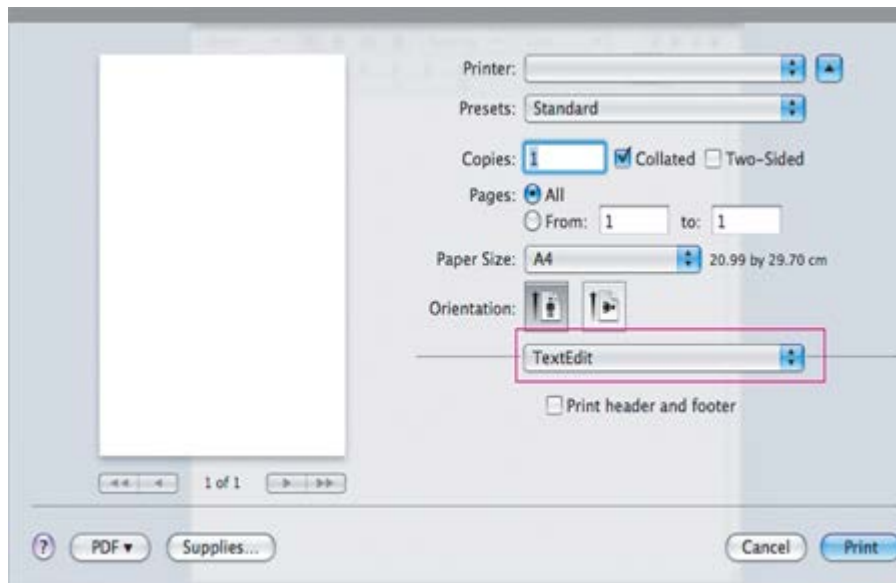 Printer:
Presets: Standard
Copies: 1 Collated Two-Sided
Pages: All
From: 1 to: 1
Paper Size: A4 20.99 by 29.70 cm
Orientation:
TextEdit
Print header and footer
1 of 1
? PDF Supplies... Cancel Print